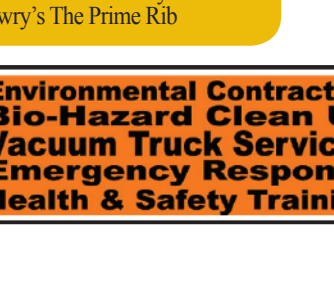 wry's The Prime Rib
Environmental Contract
Bio-Hazard Clean U
Vacuum Truck Servic
Emergency Respon
Health & Safety Traini